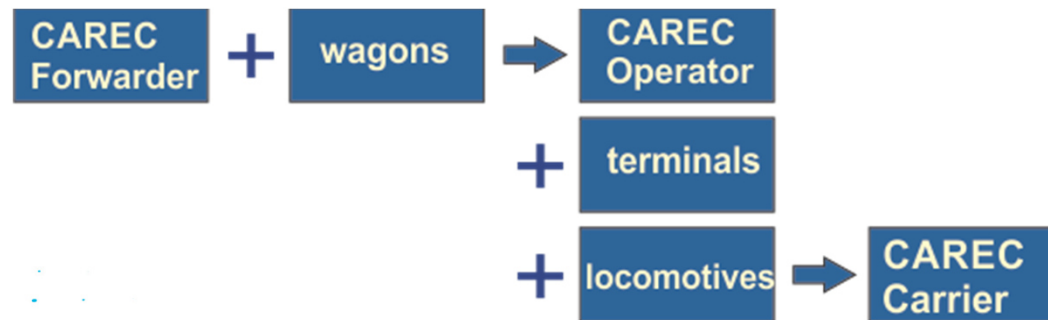 CAREC
Forwarder
+
wagons
CAREC
Operator
+
terminals
+
locomotives
CAREC
Carrier